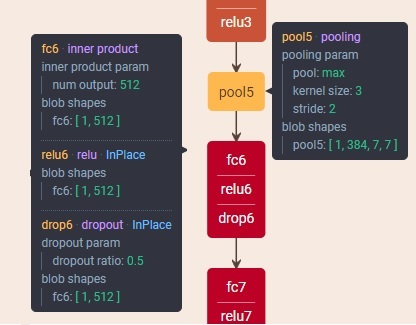 relu3
pool5 · pooling
pooling param
pool: max
kernel size: 3
stride: 2
blob shapes
pool5: [ 1, 384, 7, 7 ]
pool5
fc6 · inner product
inner product param
num output: 512
blob shapes
fc6: [ 1, 512 ]
relu6 · relu · InPlace
blob shapes
fc6: [ 1, 512 ]
drop6 · dropout · InPlace
dropout param
dropout ratio: 0.5
blob shapes
fc6: [ 1, 512 ]
fc6
relu6
drop6
fc7
relu7